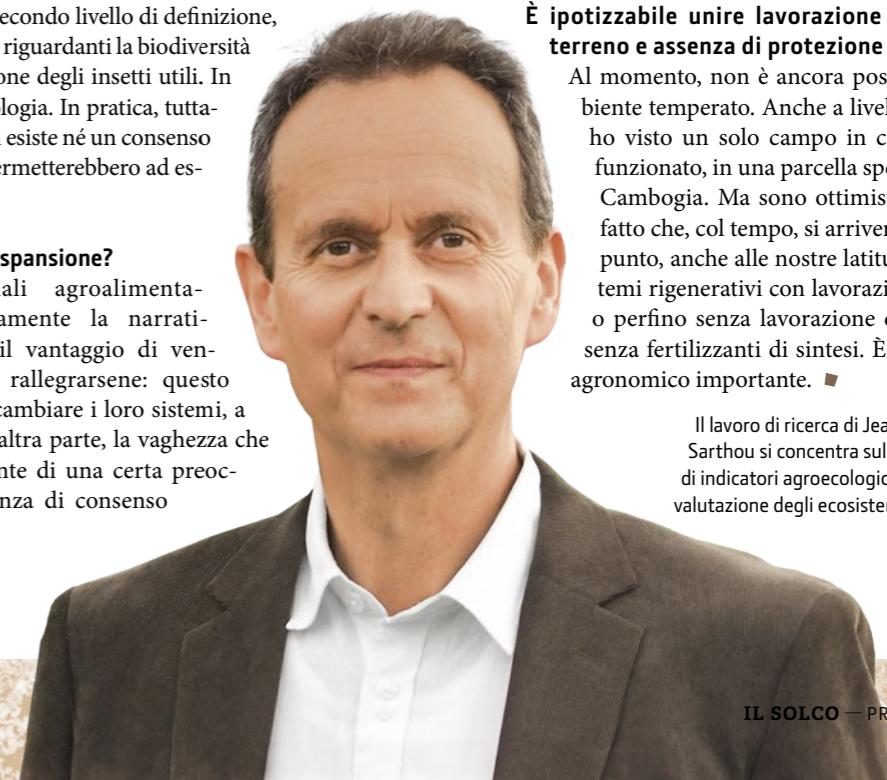 secondo livello di definizione,
riguardanti la biodiversità
one degli insetti utili. In
ologia. In pratica, tutta-
esiste né un consenso
ermetterebbero ad es-
spansione?
ali agroalimenta-
amente la narrati-
il vantaggio di ven-
rallegrarsene: questo
cambiare i loro sistemi, a
altra parte, la vaghezza che
nte di una certa preoc-
nza di consenso
È ipotizzabile unire lavorazione
terreno e assenza di protezione
Al momento, non è ancora pos
biente temperato. Anche a livel
ho visto un solo campo in c
funzionato, in una parcella spe
Cambogia. Ma sono ottimist
fatto che, col tempo, si arriver
punto, anche alle nostre latitu
temi rigenerativi con lavorazi
o perfino senza lavorazione
senza fertilizzanti di sintesi. È
agronomico importante.
Il lavoro di ricerca di Jea
Sarthou si concentra sul
di indicatori agroecologic
valutazione degli ecosister
IL SOLCO — PR